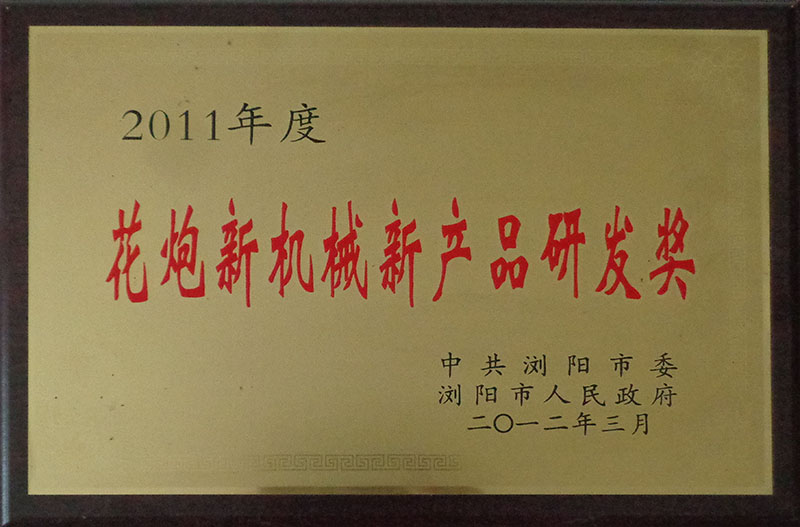 2011年度
花炮新机械新产品研发奖
中共浏阳市委
浏阳市人民政府
二〇一二年三月